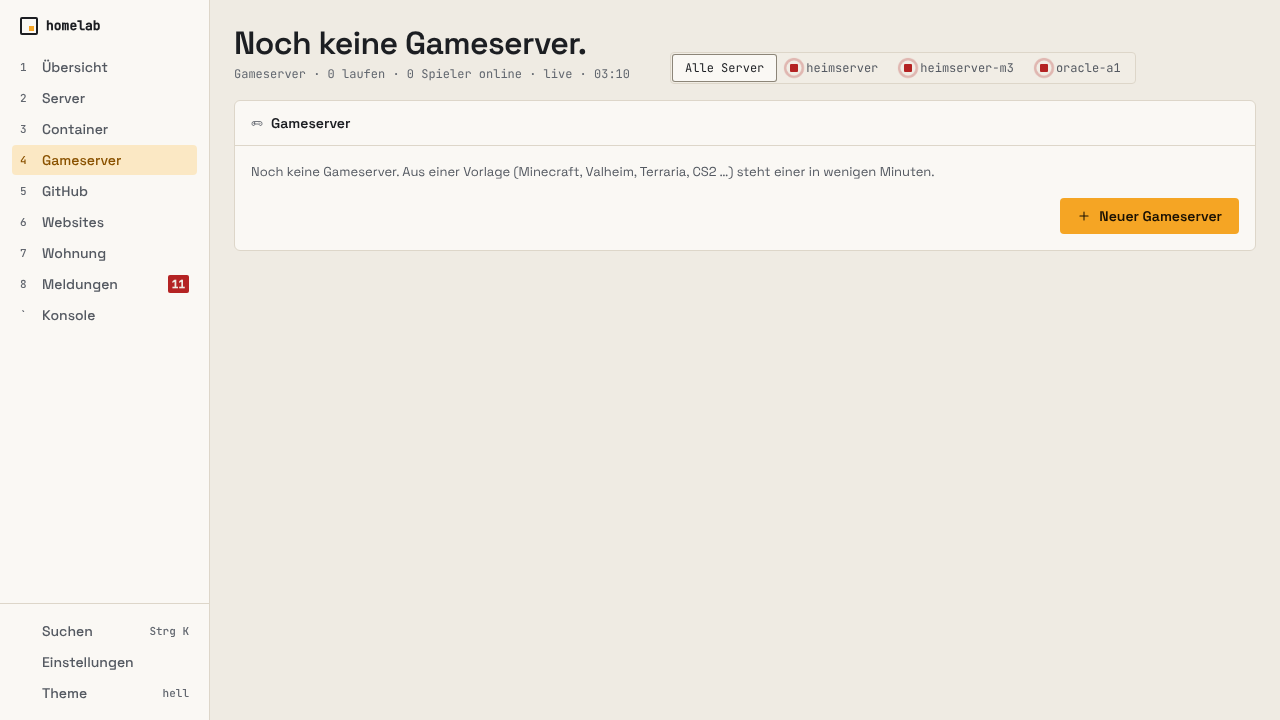 homelab
1 Übersicht
2 Server
3 Container
4 Gameserver
5 GitHub
6 Websites
7 Wohnung
8 Meldungen 11
` Konsole
Suchen Strg K
Einstellungen
Theme hell
Noch keine Gameserver.
Gameserver · 0 laufen · 0 Spieler online · live · 03:10
Alle Server heimserver heimserver-m3 oracle-a1
Gameserver
Noch keine Gameserver. Aus einer Vorlage (Minecraft, Valheim, Terraria, CS2 …) steht einer in wenigen Minuten.
+ Neuer Gameserver